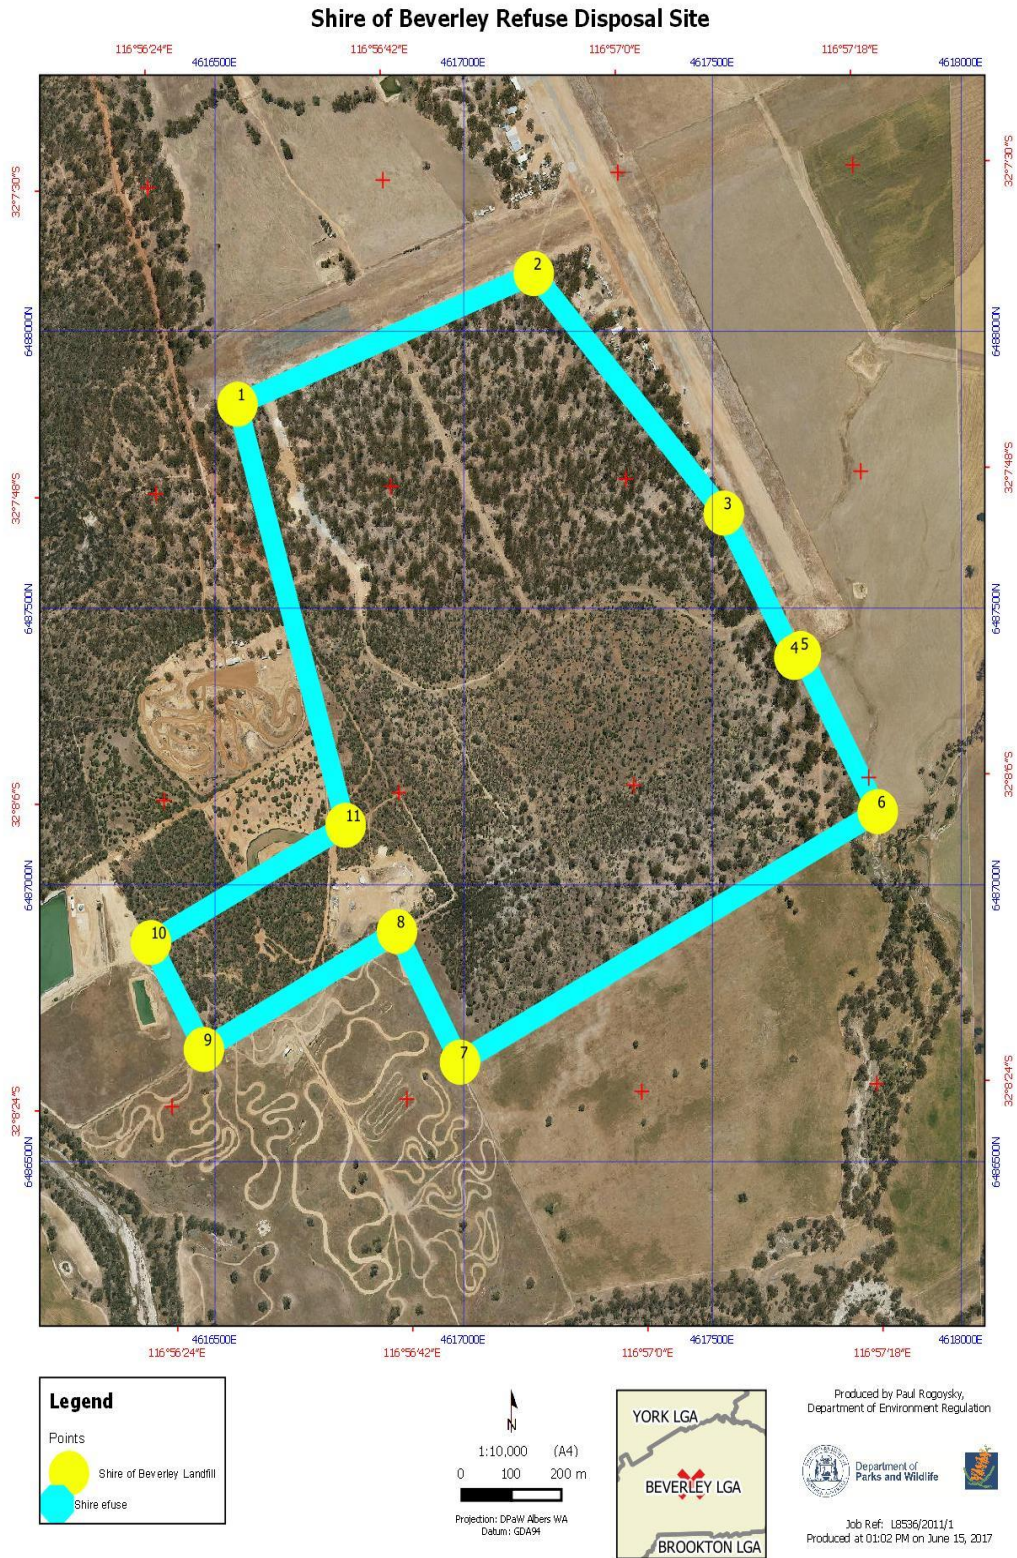 Shire of Beverley Refuse Disposal Site
116°56'24"E 116°56'42"E 116°57'0"E 116°57'18"E
4616500E 4617000E 4617500E 4618000E
32°7'30"S
32°7'30"S
2
6488000N
6488000N
1
32°7'48"S
32°7'48"S
3
6487500N
6487500N
4 5
32°8'6"S
32°8'6"S
6
11
6487000N
6487000N
8
10
9
7
32°8'24"S
32°8'24"S
6486500N
6486500N
4616500E 4617000E 4617500E 4618000E
116°56'24"E 116°56'42"E 116°57'0"E 116°57'18"E
Legend
Points
Shire of Beverley Landfill
Shire efuse
N
1:10,000 (A4)
0 100 200 m
Projection: DPaW Albers WA
Datum: GDA94
YORK LGA
BEVERLEY LGA
BROOKTON LGA
Produced by Paul Rogoysky,
Department of Environment Regulation
Department of
Parks and Wildlife
Job Ref: L8536/2011/1
Produced at 01:02 PM on June 15, 2017